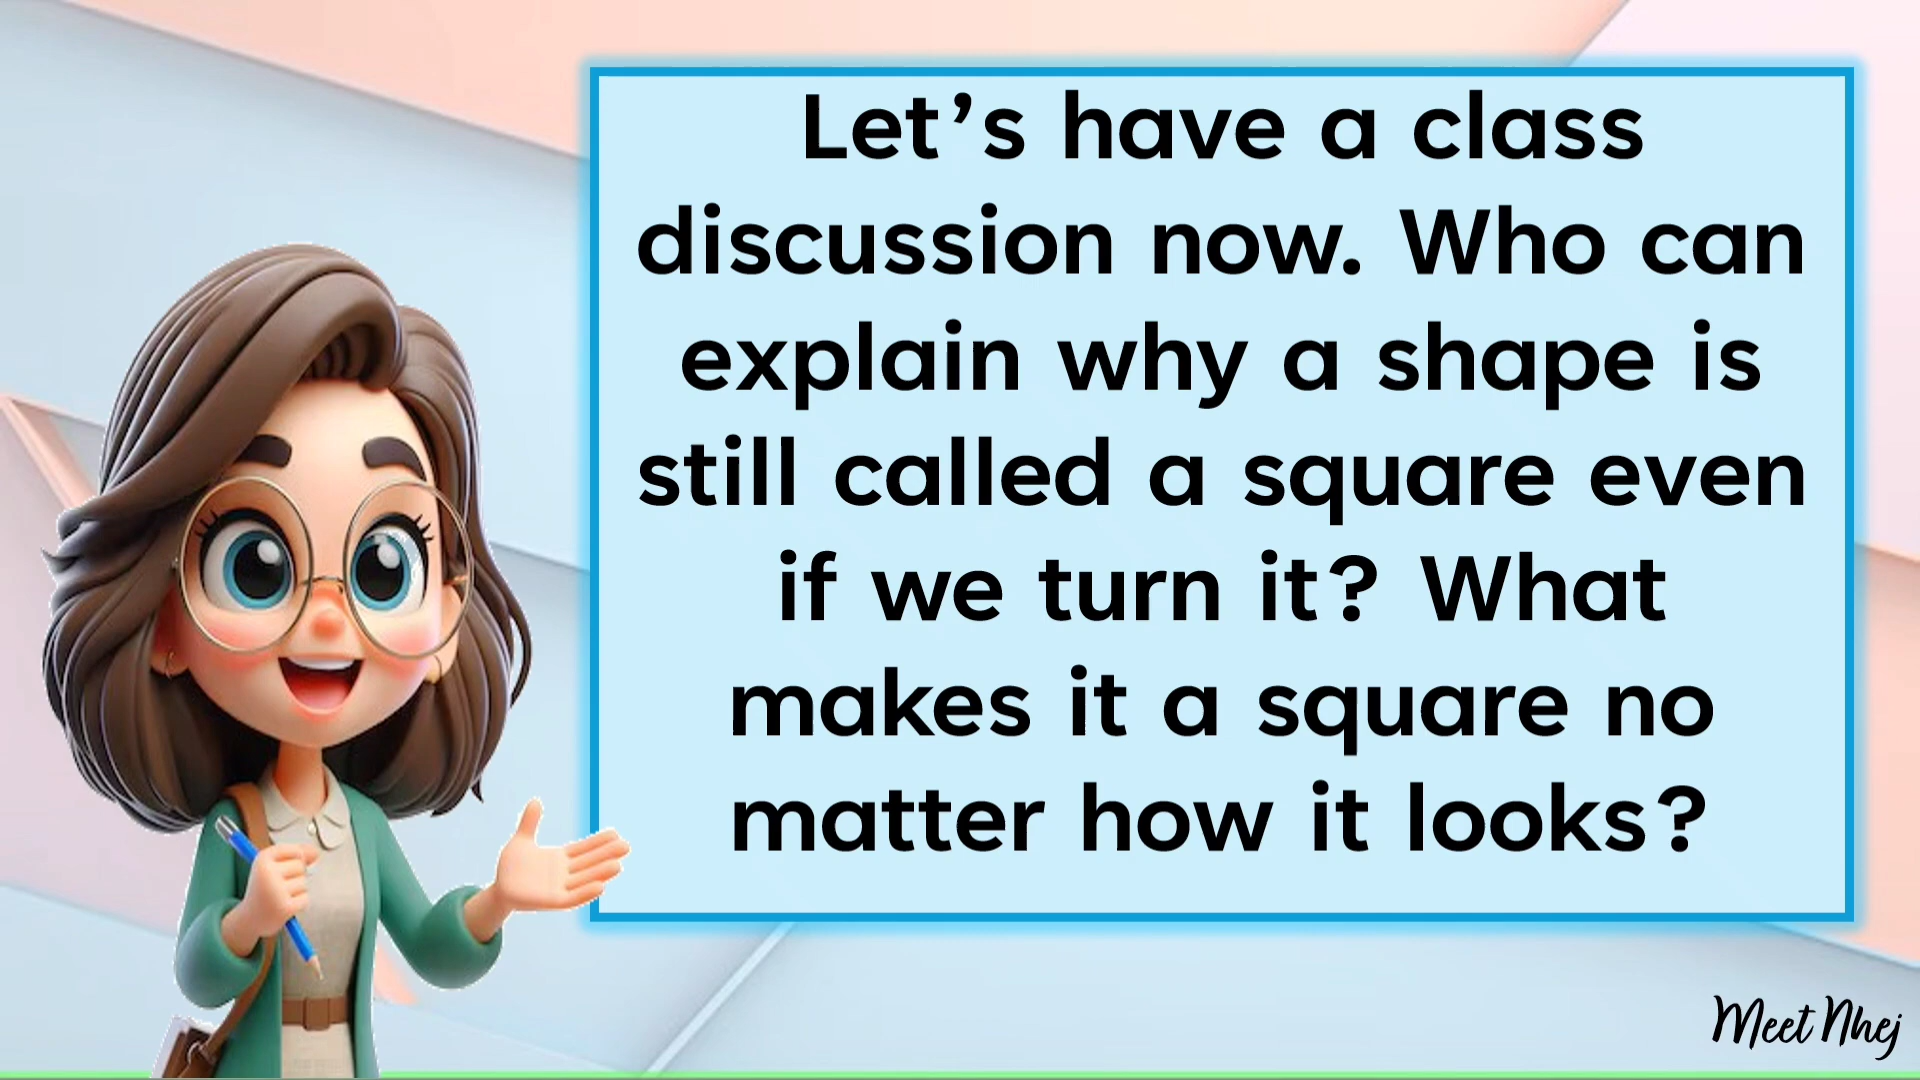 Let’s have a class
discussion now. Who can
explain why a shape is
still called a square even
if we turn it? What
makes it a square no
matter how it looks?
Meet Nhej